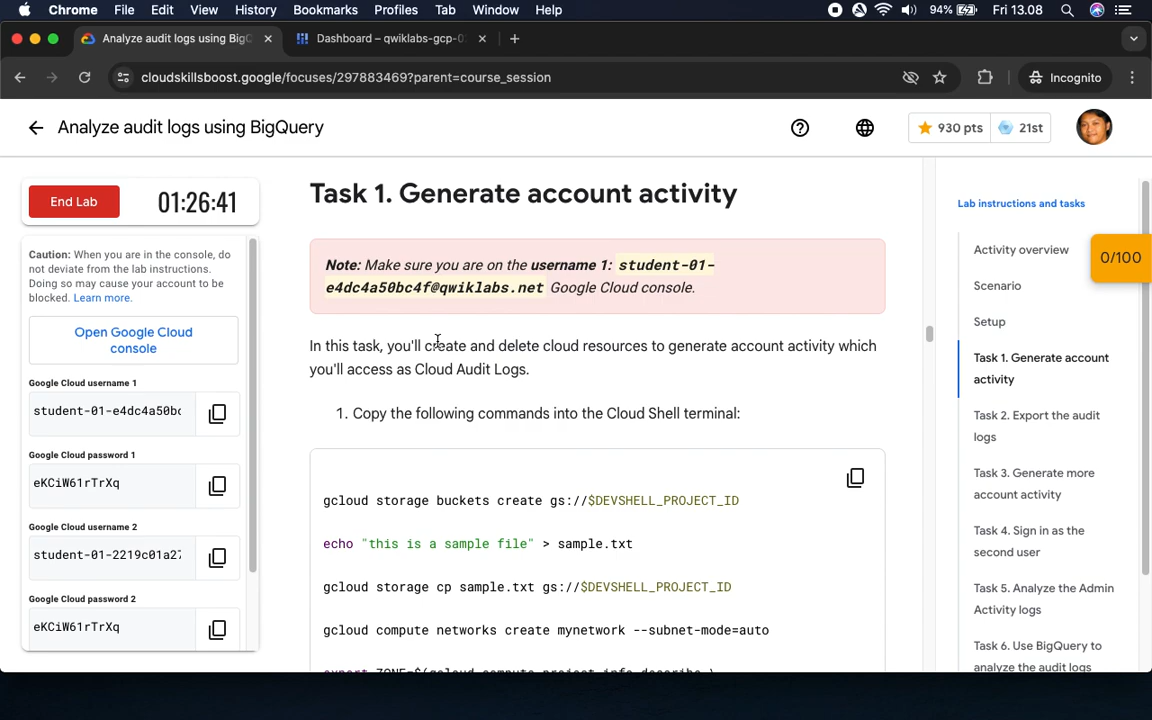 Chrome File Edit View History Bookmarks Profiles Tab Window Help 94% Fri 13.08
Analyze audit logs using BigQ Dashboard – qwiklabs-gcp-0
cloudskillsboost.google/focuses/297883469?parent=course_session Incognito
Analyze audit logs using BigQuery 930 pts 21st
End Lab 01:26:41
Caution: When you are in the console, do
not deviate from the lab instructions.
Doing so may cause your account to be
blocked. Learn more.
Open Google Cloud
console
Google Cloud username 1
student-01-e4dc4a50bc
Google Cloud password 1
eKCiW61rTrXq
Google Cloud username 2
student-01-2219c01a27
Google Cloud password 2
eKCiW61rTrXq
Task 1. Generate account activity
Note: Make sure you are on the username 1: student-01-
e4dc4a50bc4f@qwiklabs.net Google Cloud console.
In this task, you'll create and delete cloud resources to generate account activity which
you'll access as Cloud Audit Logs.
1. Copy the following commands into the Cloud Shell terminal:
gcloud storage buckets create gs://$DEVSHELL_PROJECT_ID
echo "this is a sample file" > sample.txt
gcloud storage cp sample.txt gs://$DEVSHELL_PROJECT_ID
gcloud compute networks create mynetwork --subnet-mode=auto
export ZONE=$(gcloud compute project-info describe \
Lab instructions and tasks
0/100
Activity overview
Scenario
Setup
Task 1. Generate account
activity
Task 2. Export the audit
logs
Task 3. Generate more
account activity
Task 4. Sign in as the
second user
Task 5. Analyze the Admin
Activity logs
Task 6. Use BigQuery to
analyze the audit logs